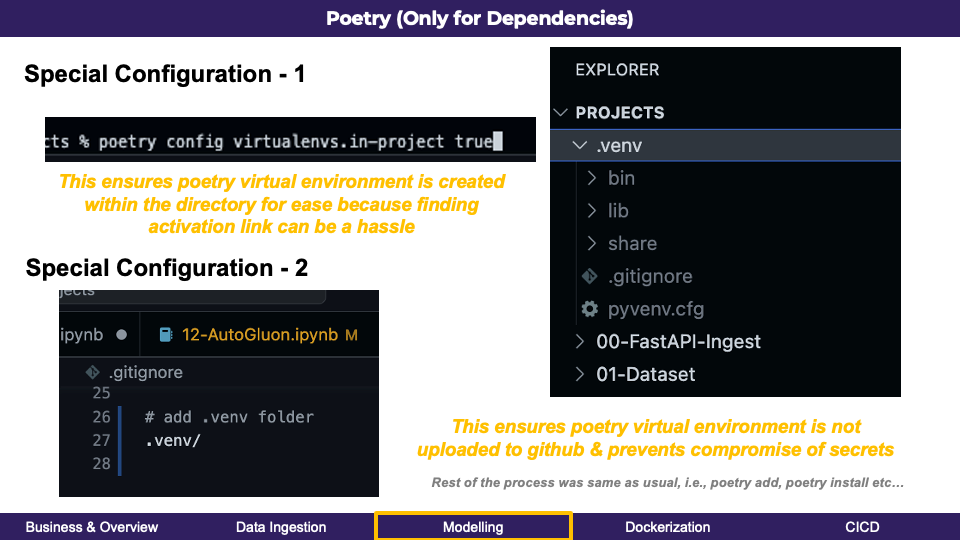 Poetry (Only for Dependencies)
Special Configuration - 1
cts % poetry config virtualenvs.in-project true
This ensures poetry virtual environment is created
within the directory for ease because finding
activation link can be a hassle
Special Configuration - 2
jects
ipynb
12-AutoGluon.ipynb M
.gitignore
25
26 # add .venv folder
27 .venv/
28
EXPLORER
PROJECTS
.venv
bin
lib
share
.gitignore
pyvenv.cfg
00-FastAPI-Ingest
01-Dataset
This ensures poetry virtual environment is not
uploaded to github & prevents compromise of secrets
Rest of the process was same as usual, i.e., poetry add, poetry install etc...
Business & Overview
Data Ingestion
Modelling
Dockerization
CICD